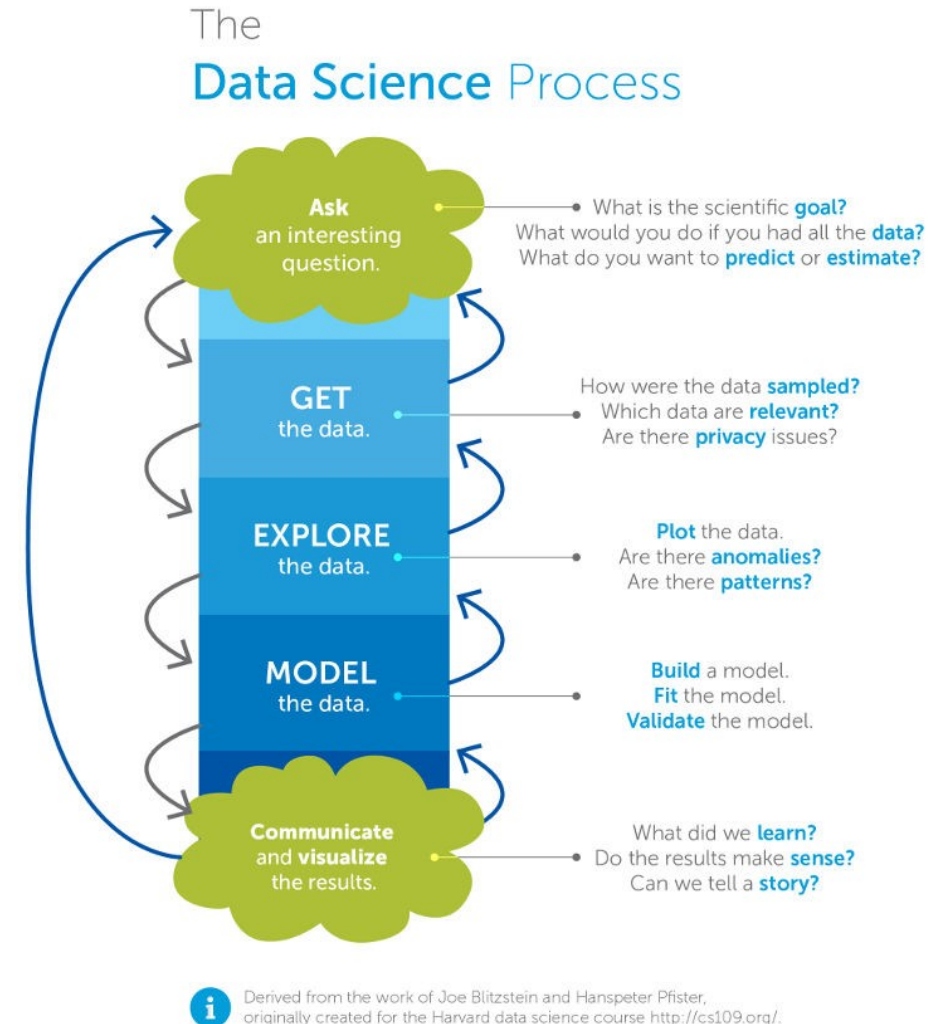 The
Data Science Process
Ask
an interesting
question.
What is the scientific goal?
What would you do if you had all the data?
What do you want to predict or estimate?
GET
the data.
How were the data sampled?
Which data are relevant?
Are there privacy issues?
EXPLORE
the data.
Plot the data.
Are there anomalies?
Are there patterns?
MODEL
the data.
Build a model.
Fit the model.
Validate the model.
Communicate
and visualize
the results.
What did we learn?
Do the results make sense?
Can we tell a story?
i
Derived from the work of Joe Blitzstein and Hanspeter Pfister,
originally created for the Harvard data science course http://cs109.org/.